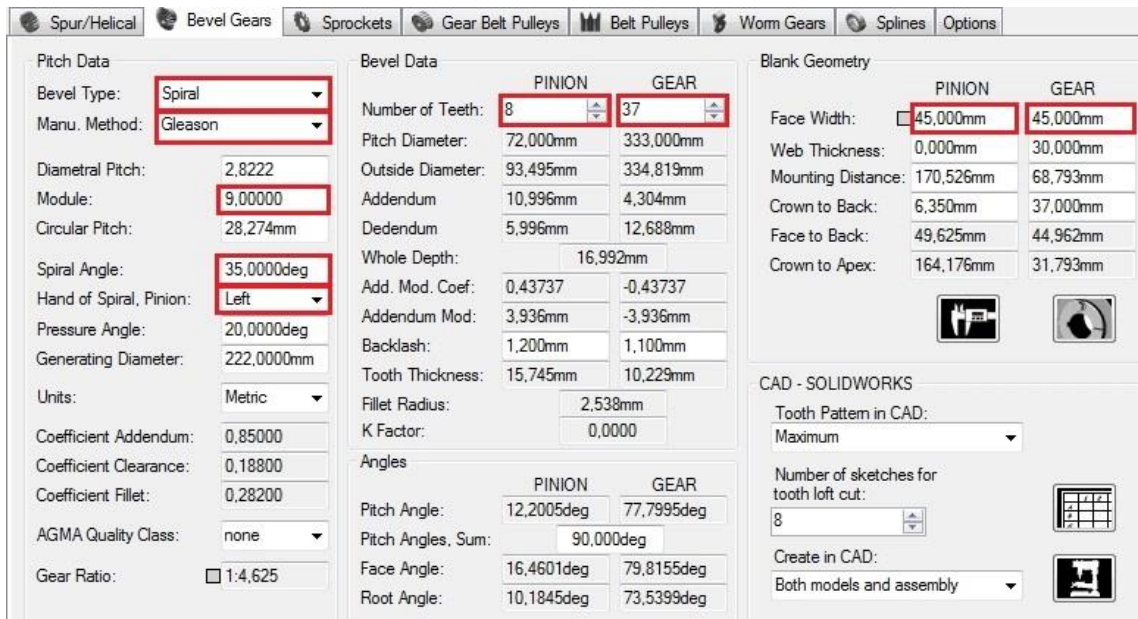 Spur/Helical Bevel Gears Sprockets Gear Belt Pulleys Belt Pulleys Worm Gears Splines Options
Pitch Data
Bevel Type: Spiral
Manu. Method: Gleason
Diametral Pitch: 2,8222
Module: 9,00000
Circular Pitch: 28,274mm
Spiral Angle: 35,0000deg
Hand of Spiral, Pinion: Left
Pressure Angle: 20,0000deg
Generating Diameter: 222,0000mm
Units: Metric
Coefficient Addendum: 0,85000
Coefficient Clearance: 0,18800
Coefficient Fillet: 0,28200
AGMA Quality Class: none
Gear Ratio: 1:4,625
Bevel Data
PINION GEAR
Number of Teeth: 8 37
Pitch Diameter: 72,000mm 333,000mm
Outside Diameter: 93,495mm 334,819mm
Addendum 10,996mm 4,304mm
Dedendum 5,996mm 12,688mm
Whole Depth: 16,992mm
Add. Mod. Coef: 0,43737 -0,43737
Addendum Mod: 3,936mm -3,936mm
Backlash: 1,200mm 1,100mm
Tooth Thickness: 15,745mm 10,229mm
Fillet Radius: 2,538mm
K Factor: 0,0000
Angles
PINION GEAR
Pitch Angle: 12,2005deg 77,7995deg
Pitch Angles, Sum: 90,000deg
Face Angle: 16,4601deg 79,8155deg
Root Angle: 10,1845deg 73,5399deg
Blank Geometry
PINION GEAR
Face Width: 45,000mm 45,000mm
Web Thickness: 0,000mm 30,000mm
Mounting Distance: 170,526mm 68,793mm
Crown to Back: 6,350mm 37,000mm
Face to Back: 49,625mm 44,962mm
Crown to Apex: 164,176mm 31,793mm
CAD - SOLIDWORKS
Tooth Pattern in CAD:
Maximum
Number of sketches for
tooth loft cut:
8
Create in CAD:
Both models and assembly